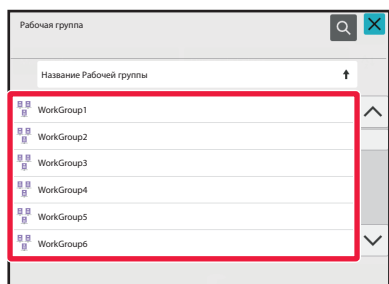 Рабочая группа
Название Рабочей группы
WorkGroup1
WorkGroup2
WorkGroup3
WorkGroup4
WorkGroup5
WorkGroup6